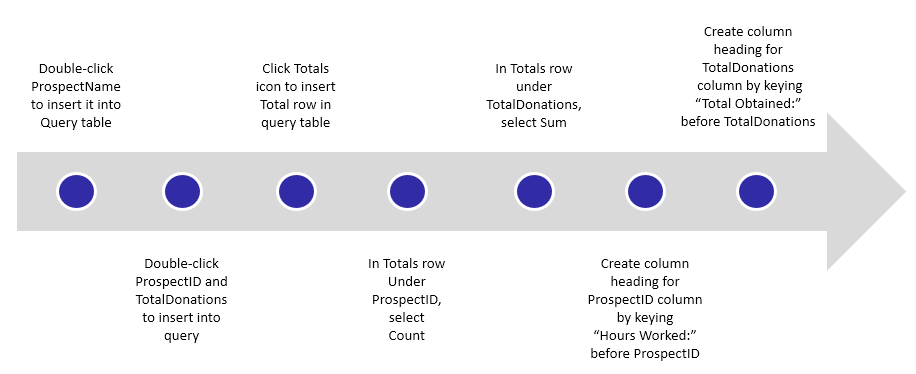 Double-click
ProspectName
to insert it into
Query table
Double-click
ProspectID and
TotalDonations
to insert into
query
Click Totals
icon to insert
Total row in
query table
In Totals row
Under
ProspectID,
select
Count
In Totals row
under
TotalDonations,
select Sum
Create column
heading for
ProspectID column
by keying
“Hours Worked:”
before ProspectID
Create column
heading for
TotalDonations
column by keying
“Total Obtained:”
before TotalDonations